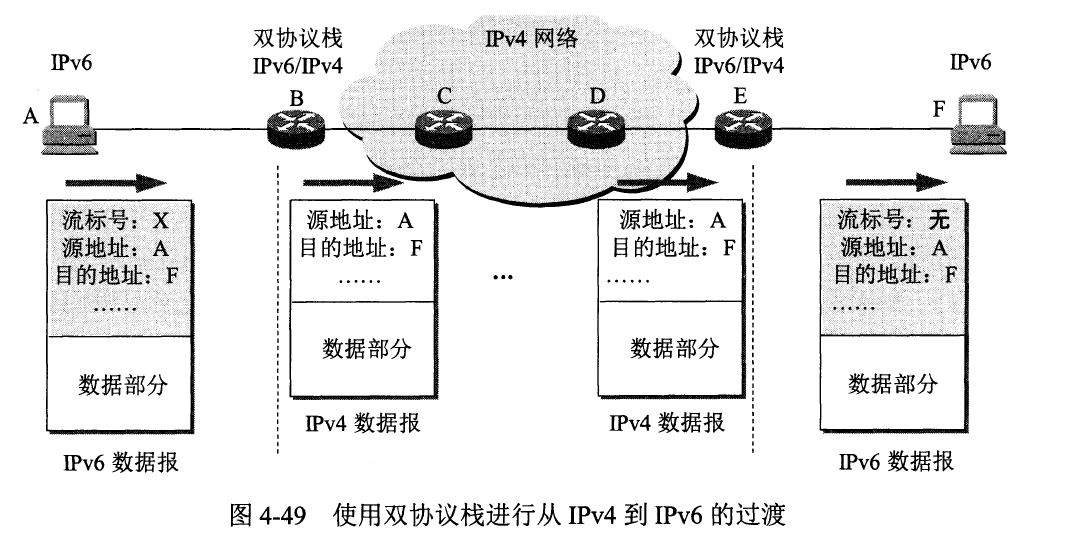 IPv4 网络
双协议栈
IPv6/IPv4
双协议栈
IPv6/IPv4
IPv6
IPv6
A
B
C
D
E
F
流标号：X
源地址：A
目的地址：F
……
数据部分
IPv6 数据报
源地址：A
目的地址：F
……
数据部分
IPv4 数据报
…
源地址：A
目的地址：F
……
数据部分
IPv4 数据报
流标号：无
源地址：A
目的地址：F
……
数据部分
IPv6 数据报
图 4-49 使用双协议栈进行从 IPv4 到 IPv6 的过渡